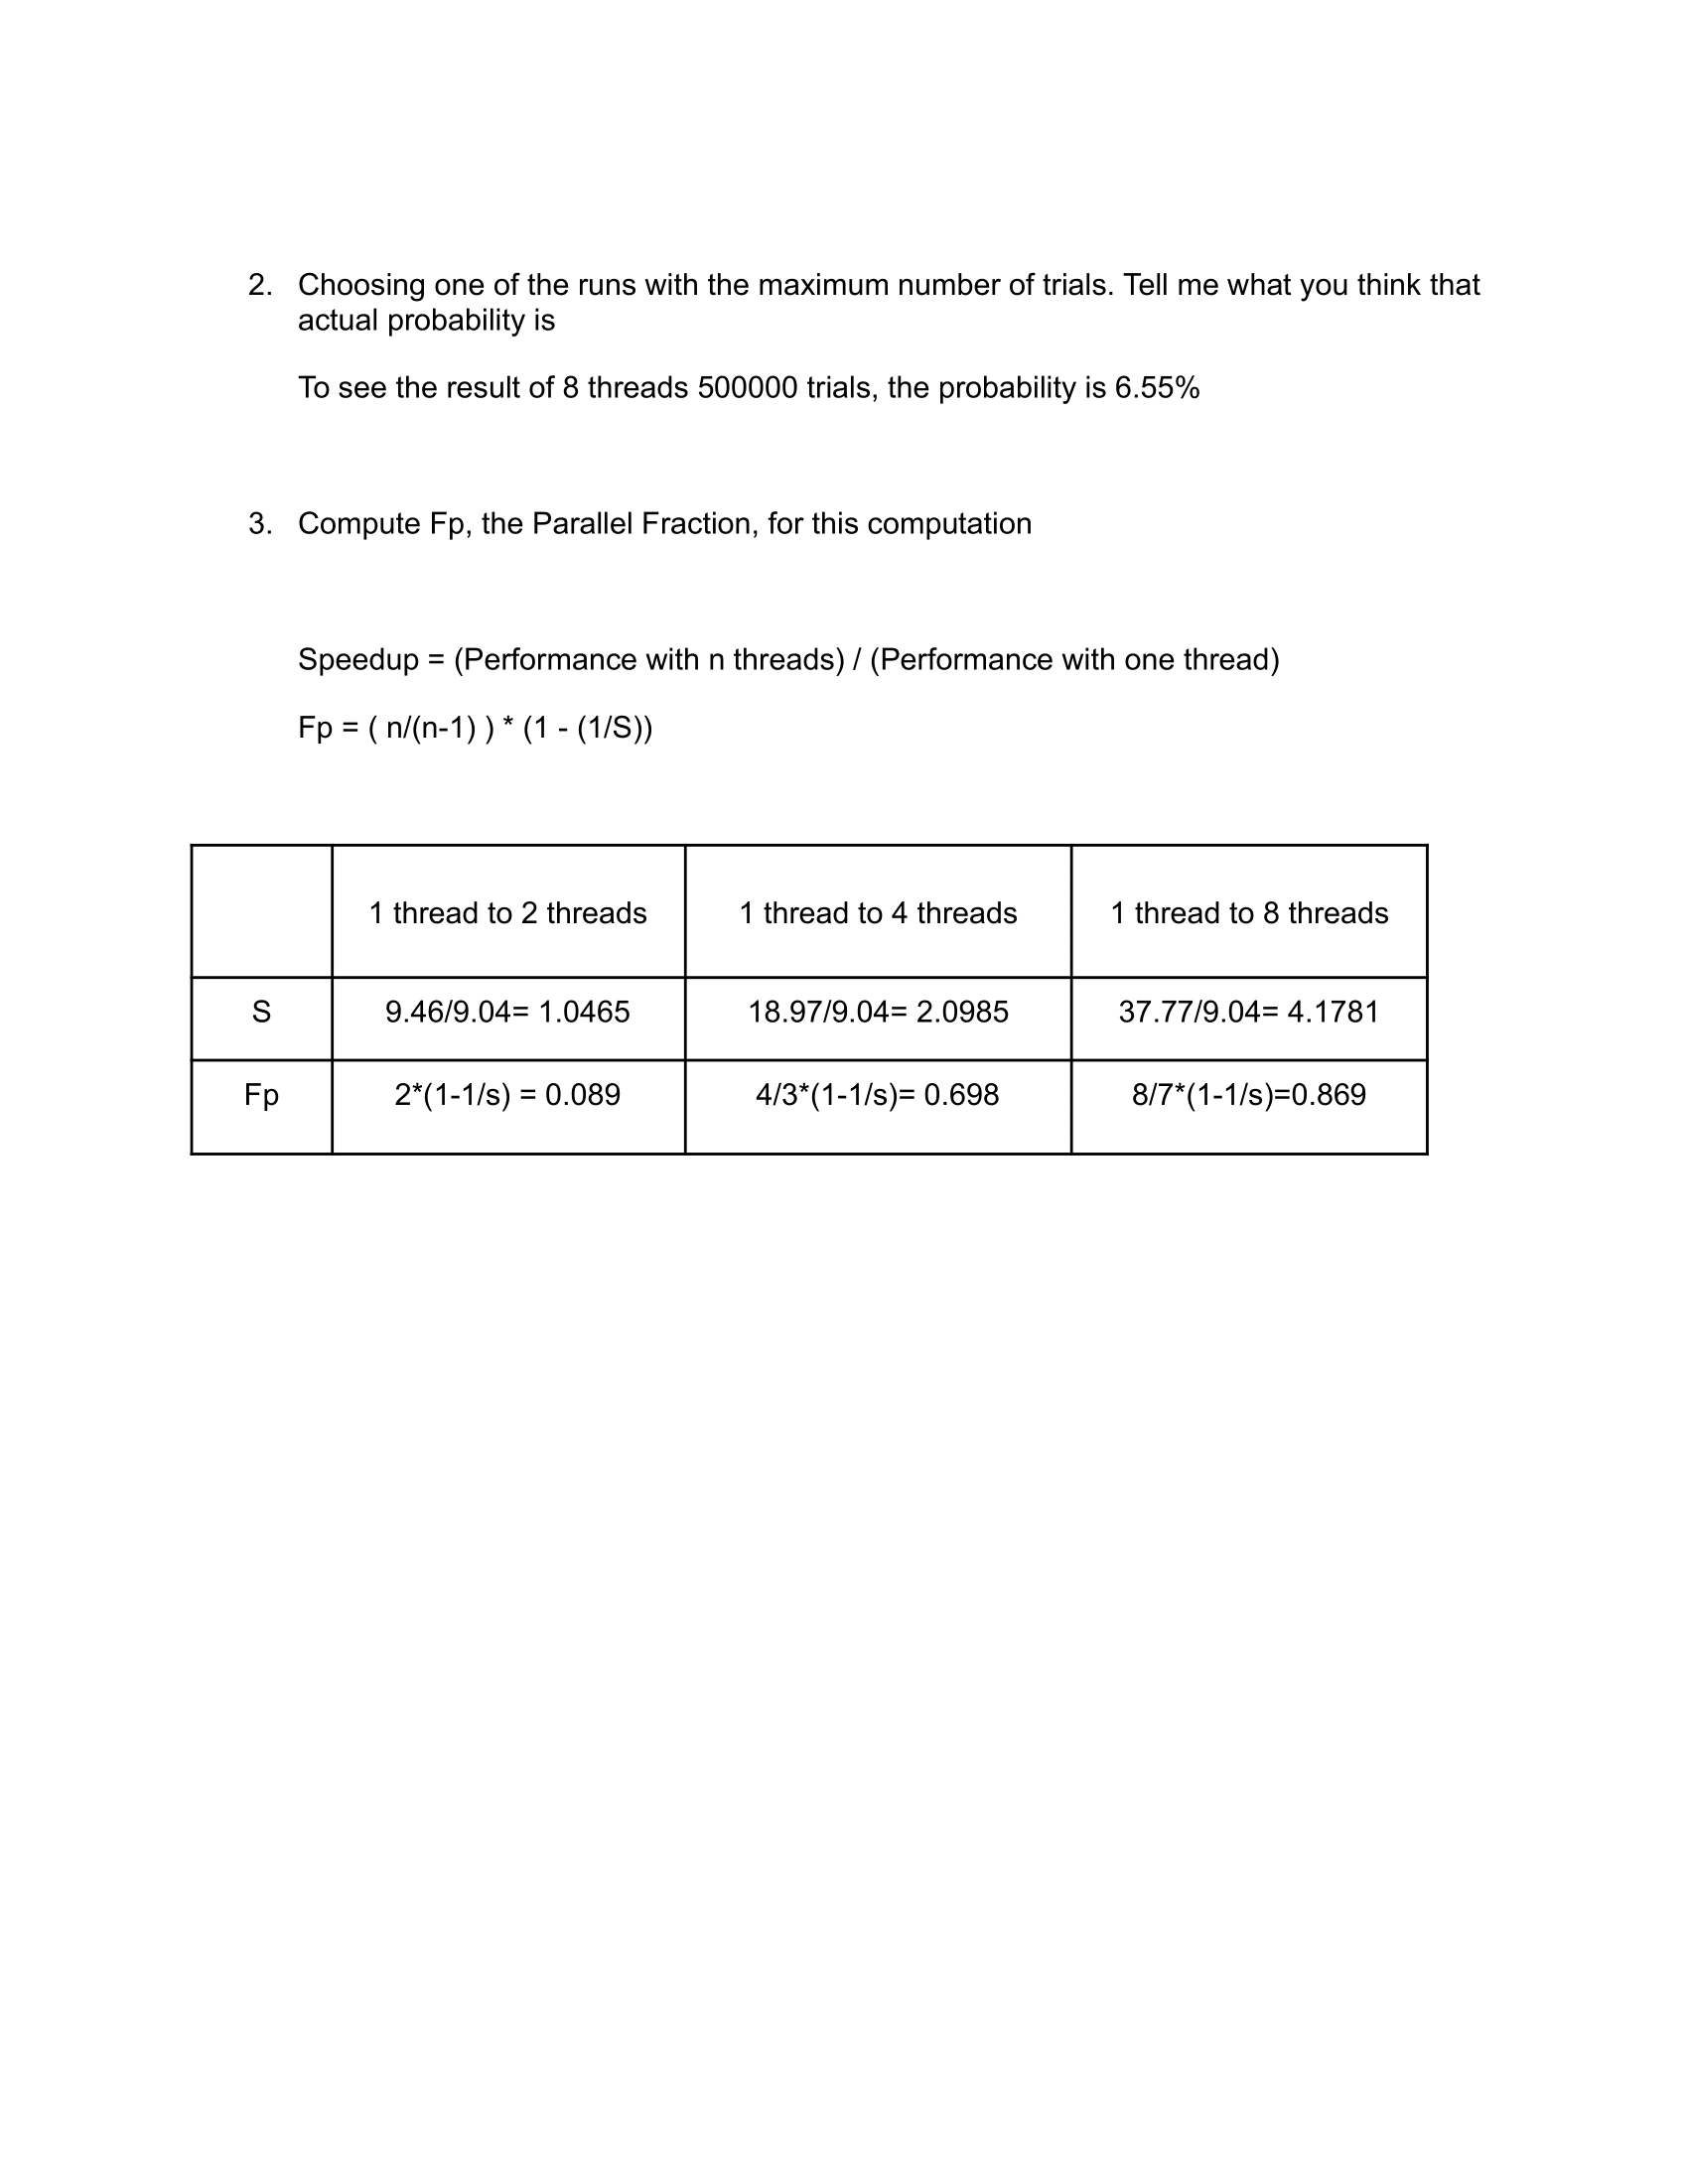 2. Choosing one of the runs with the maximum number of trials. Tell me what you think that
actual probability is
To see the result of 8 threads 500000 trials, the probability is 6.55%
3. Compute Fp, the Parallel Fraction, for this computation
Speedup = (Performance with n threads) / (Performance with one thread)
Fp = ( n/(n-1) ) * (1 - (1/S))
1 thread to 2 threads 1 thread to 4 threads 1 thread to 8 threads
S 9.46/9.04= 1.0465 18.97/9.04= 2.0985 37.77/9.04= 4.1781
Fp 2*(1-1/s) = 0.089 4/3*(1-1/s)= 0.698 8/7*(1-1/s)=0.869